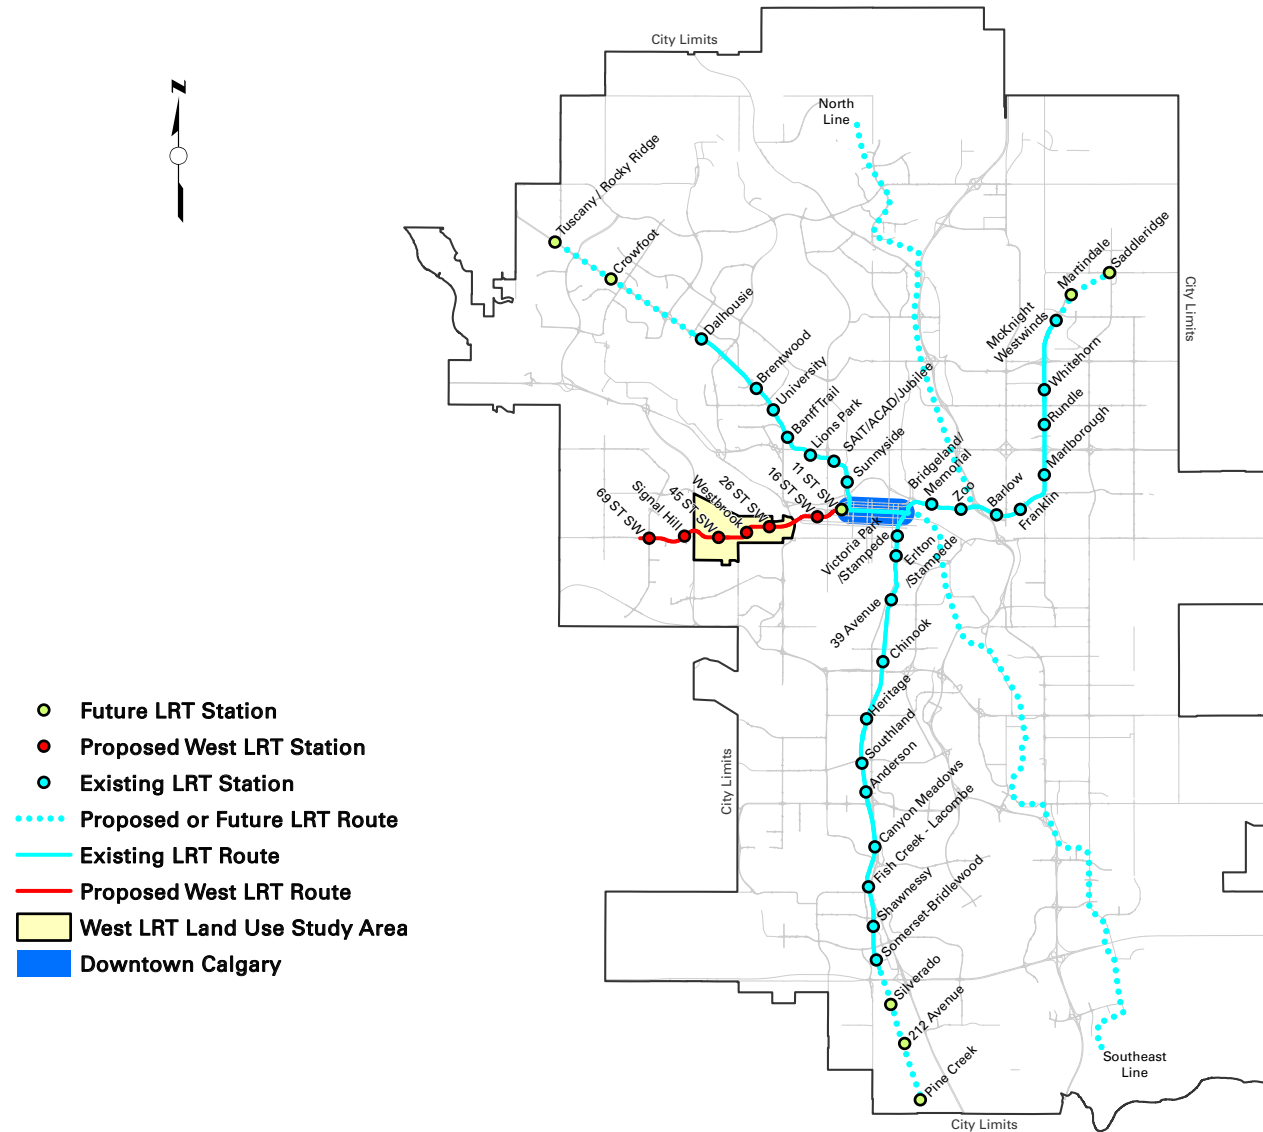 City Limits
N
North
Line
Tuscany / Rocky Ridge
Crowfoot
Dalhousie
Brentwood
University
Banff Trail
Lions Park
SAIT/ACAD/Jubilee
Sunnyside
Saddleridge
Martindale
McKnight
Westwinds
Whitehorn
Rundle
Marlborough
Franklin
Barlow
Zoo
Bridgeland/
Memorial
City Limits
69 ST SW
Signal Hill
45 ST SW
Westbrook
26 ST SW
16 ST SW
11 ST SW
Victoria Park
/Stampede
Erlton
/Stampede
39 Avenue
Chinook
Heritage
Southland
Anderson
Canyon Meadows
Fish Creek - Lacombe
Shawnessy
Somerset-Bridlewood
Silverado
212 Avenue
Pine Creek
City Limits
Southeast
Line
City Limits
Future LRT Station
Proposed West LRT Station
Existing LRT Station
Proposed or Future LRT Route
Existing LRT Route
Proposed West LRT Route
West LRT Land Use Study Area
Downtown Calgary